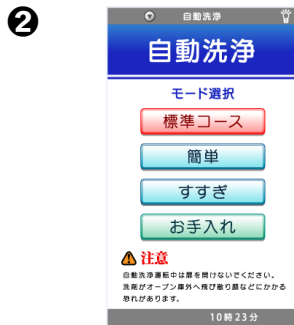 ❷
自動洗浄
自動洗浄
モード選択
標準コース
簡単
すすぎ
お手入れ
注意
自動洗浄運転中は扉を開けないでください。
洗剤がオーブン庫外へ飛び散り顔などにかかる
恐れがあります。
10時23分